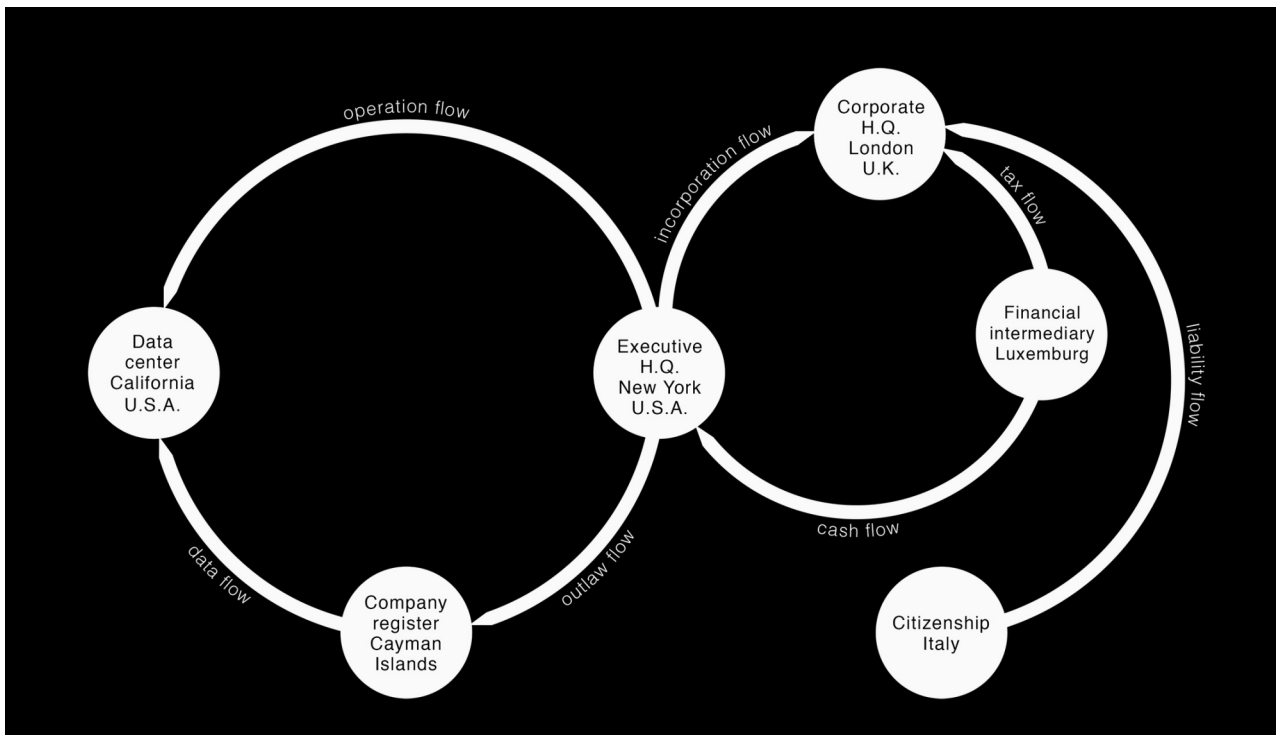 operation flow
Corporate
H.Q.
London
U.K.
incorporation flow
tax flow
Data
center
California
U.S.A.
Executive
H.Q.
New York
U.S.A.
Financial
intermediary
Luxemburg
liability flow
cash flow
data flow
outlaw flow
Company
register
Cayman
Islands
Citizenship
Italy